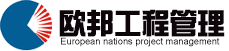 欧邦工程管理
European nations project management